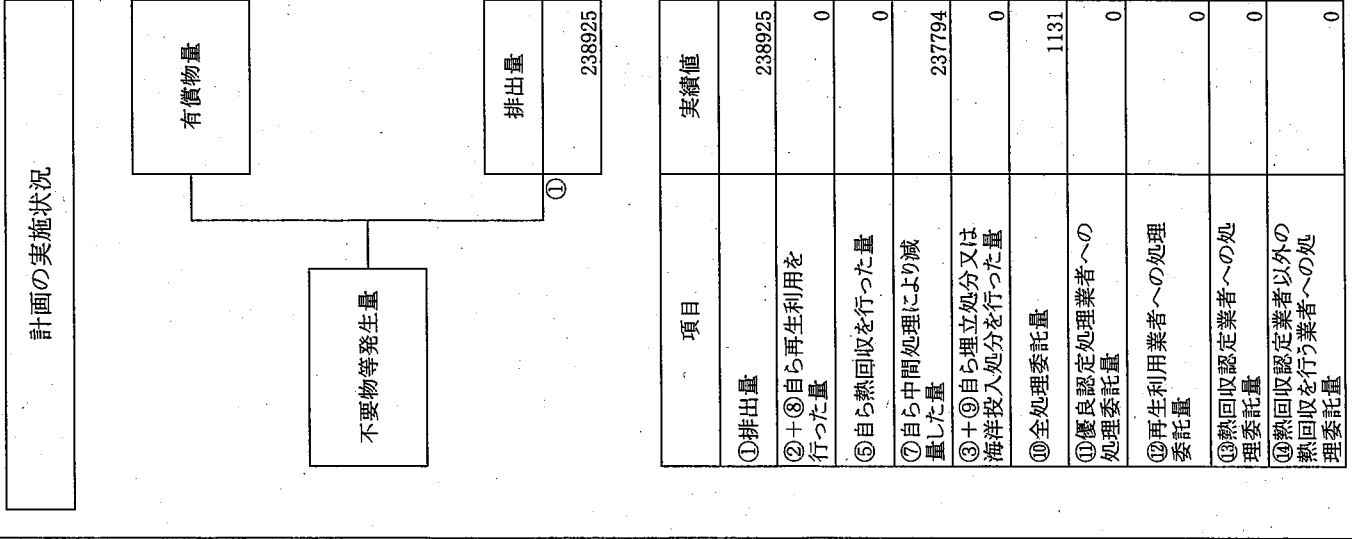 計画の実施状況
有償物量
不要物等発生量
排出量
①
238925
項目
実績値
①排出量
238925
②+⑧自ら再生利用を
行った量
0
⑤自ら熱回収を行った量
0
⑦自ら中間処理により減
量した量
237794
③+⑨自ら埋立処分又は
海洋投入処分を行った量
0
⑩全処理委託量
1131
⑪優良認定処理業者への
処理委託量
0
⑫再生利用業者への処理
委託量
0
⑬熱回収認定業者への処
理委託量
0
⑭熱回収認定業者以外の
熱回収を行う業者への処
理委託量
0